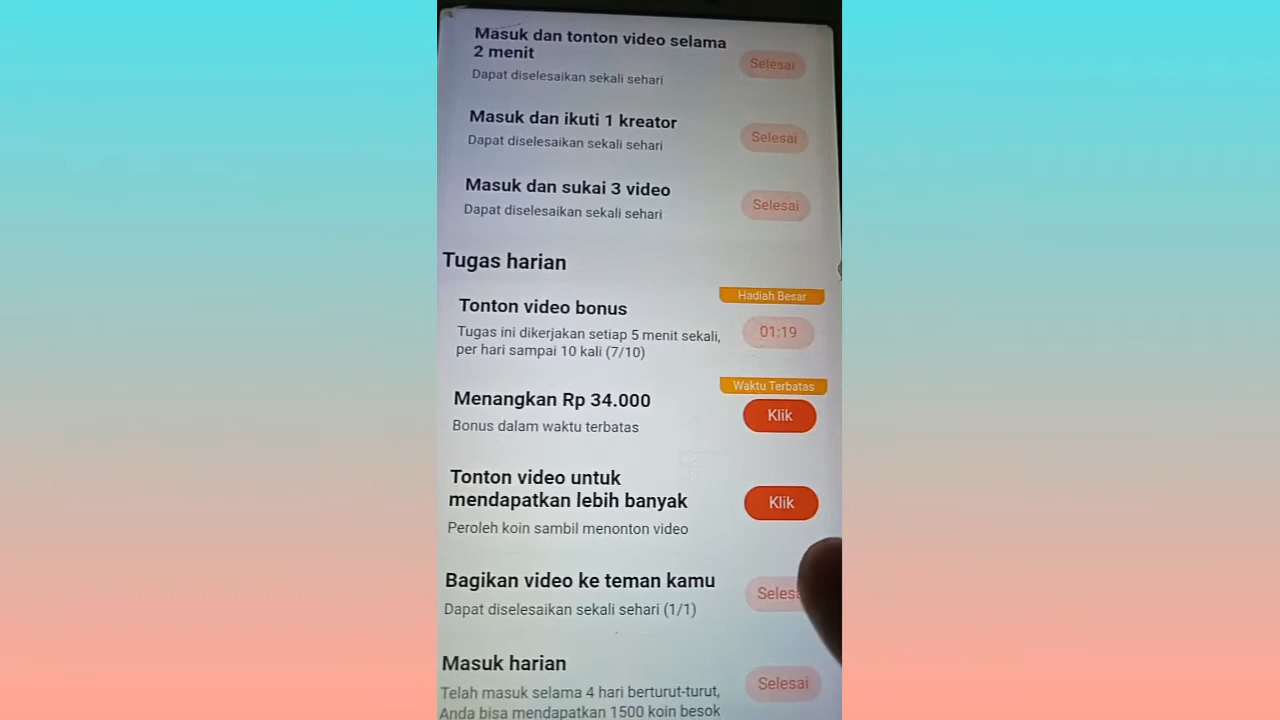 Masuk dan tonton video selama
2 menit
Selesai
Dapat diselesaikan sekali sehari
Masuk dan ikuti 1 kreator
Selesai
Dapat diselesaikan sekali sehari
Masuk dan sukai 3 video
Selesai
Dapat diselesaikan sekali sehari
Tugas harian
Hadiah Besar
Tonton video bonus
01:19
Tugas ini dikerjakan setiap 5 menit sekali,
per hari sampai 10 kali (7/10)
Waktu Terbatas
Menangkan Rp 34.000
Klik
Bonus dalam waktu terbatas
Tonton video untuk
mendapatkan lebih banyak
Klik
Peroleh koin sambil menonton video
Bagikan video ke teman kamu
Selesa
Dapat diselesaikan sekali sehari (1/1)
Masuk harian
Selesai
Telah masuk selama 4 hari berturut-turut,
Anda bisa mendapatkan 1500 koin besok